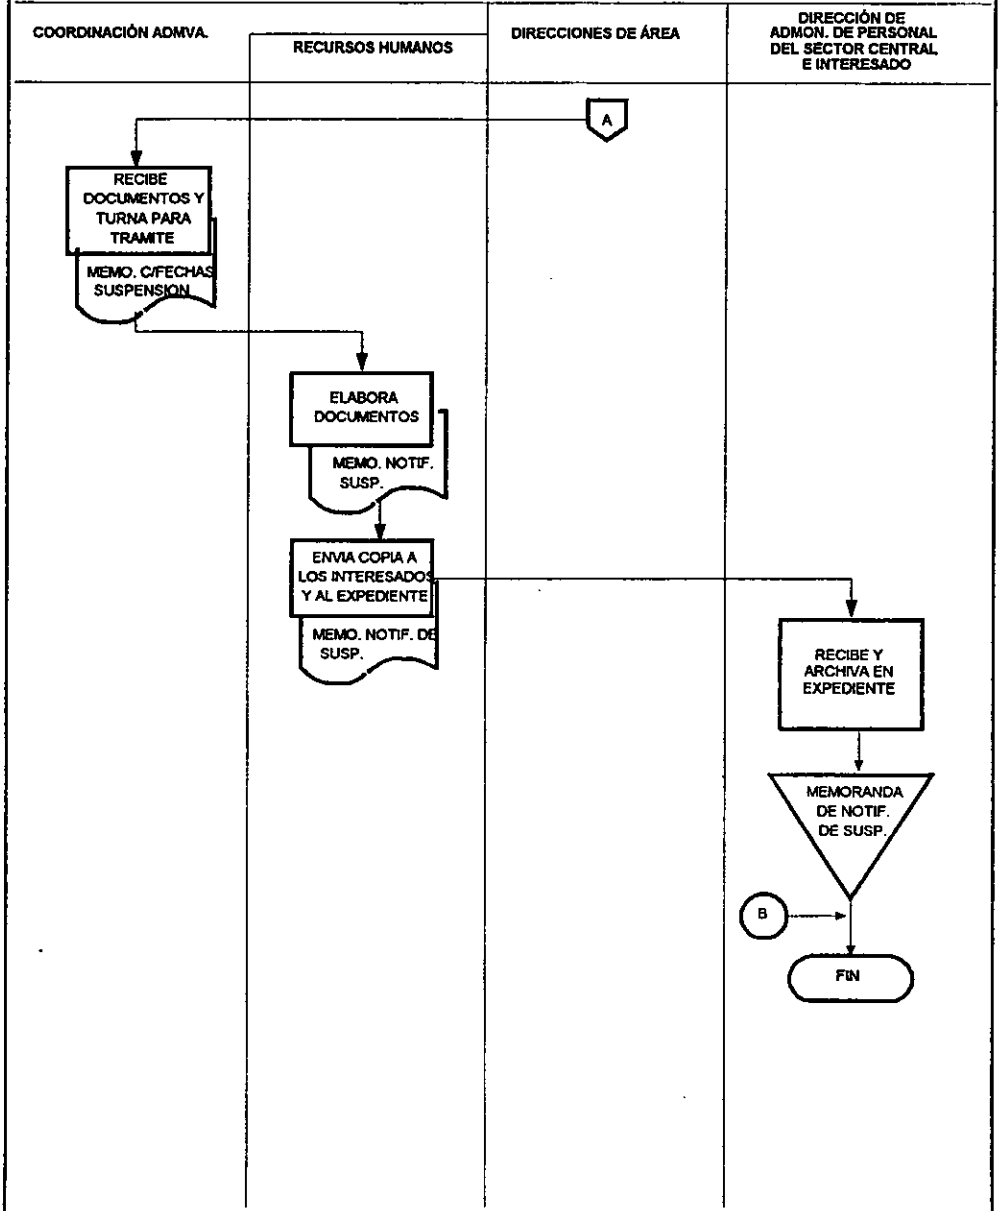 COORDINACIÓN ADMVA.
RECURSOS HUMANOS
DIRECCIONES DE ÁREA
DIRECCIÓN DE
ADMON. DE PERSONAL
DEL SECTOR CENTRAL
E INTERESADO
A
RECIBE
DOCUMENTOS Y
TURNA PARA
TRAMITE
MEMO. C/FECHAS
SUSPENSION
ELABORA
DOCUMENTOS
MEMO. NOTIF.
SUSP.
ENVIA COPIA A
LOS INTERESADOS
Y AL EXPEDIENTE
MEMO. NOTIF. DE
SUSP.
RECIBE Y
ARCHIVA EN
EXPEDIENTE
MEMORANDA
DE NOTIF.
DE SUSP.
B
FIN